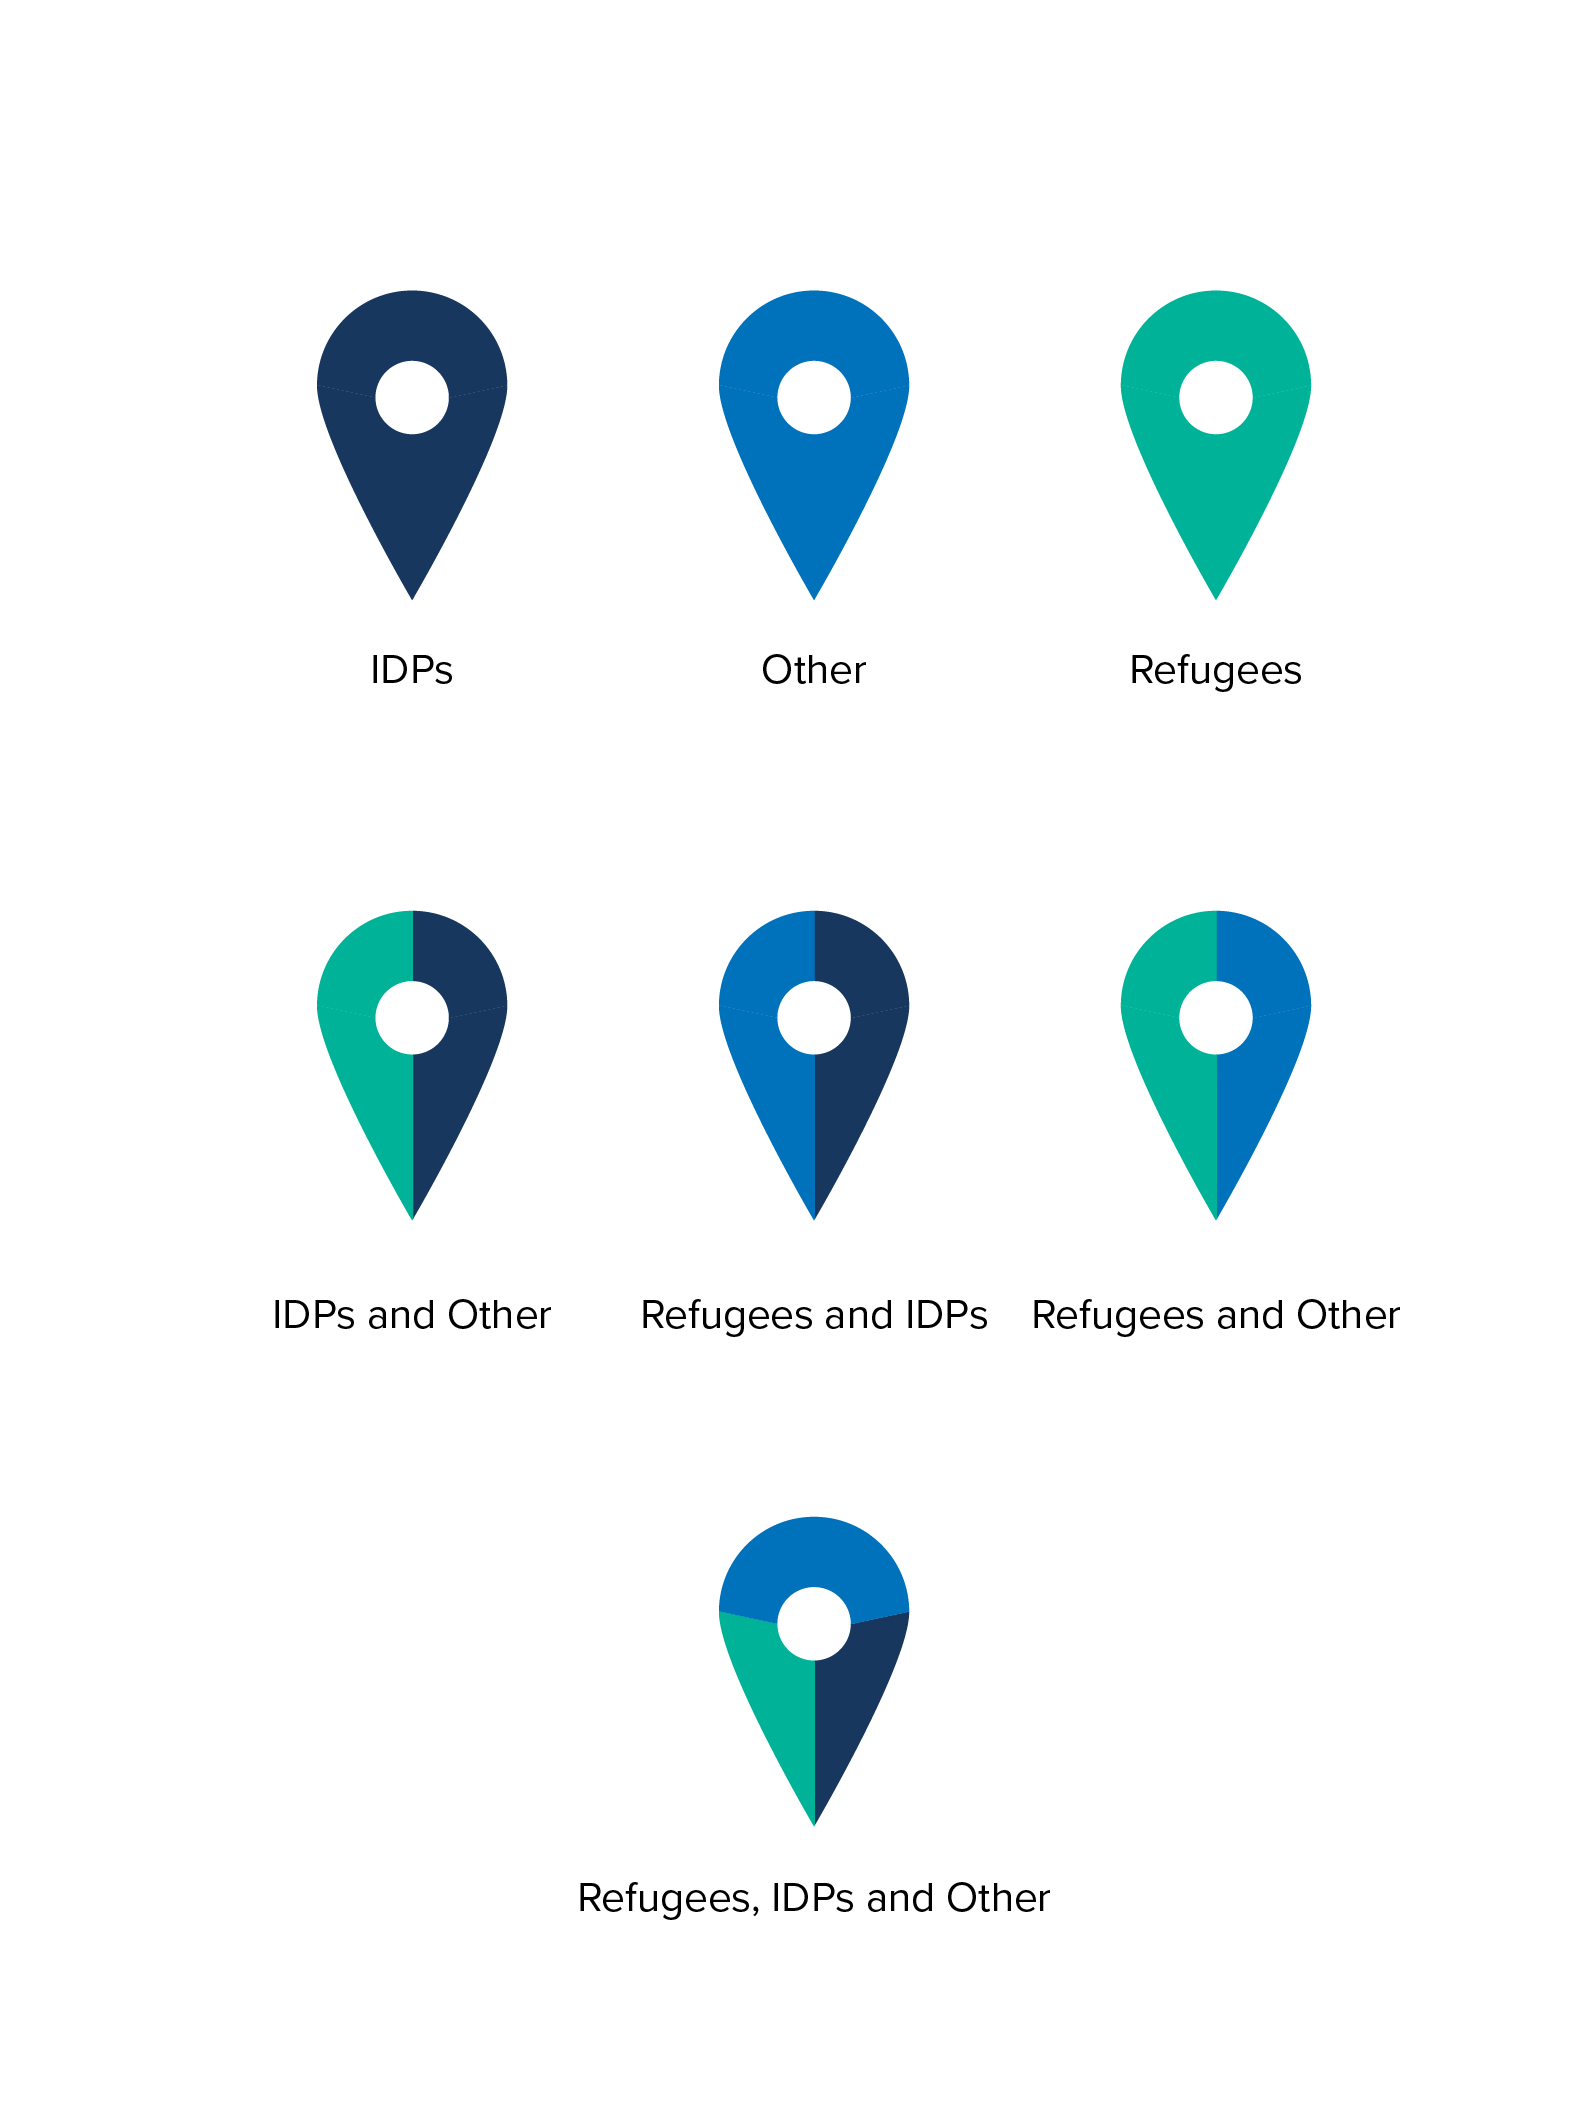 IDPs
Other
Refugees
IDPs and Other
Refugees and IDPs
Refugees and Other
Refugees, IDPs and Other